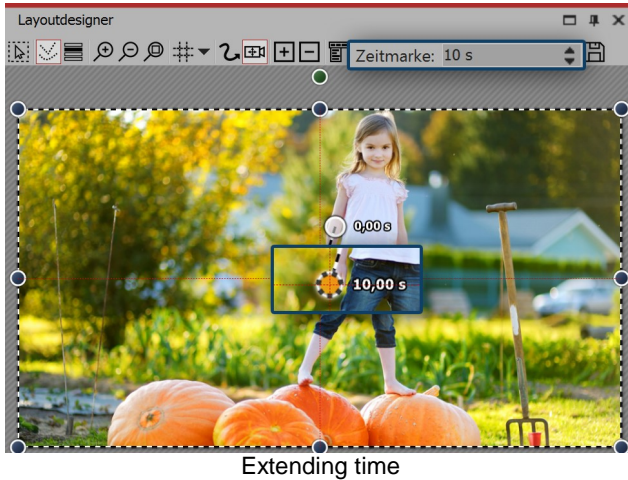 Layoutdesigner
Zeitmarke: 10 s
0,00 s
10,00 s
Extending time